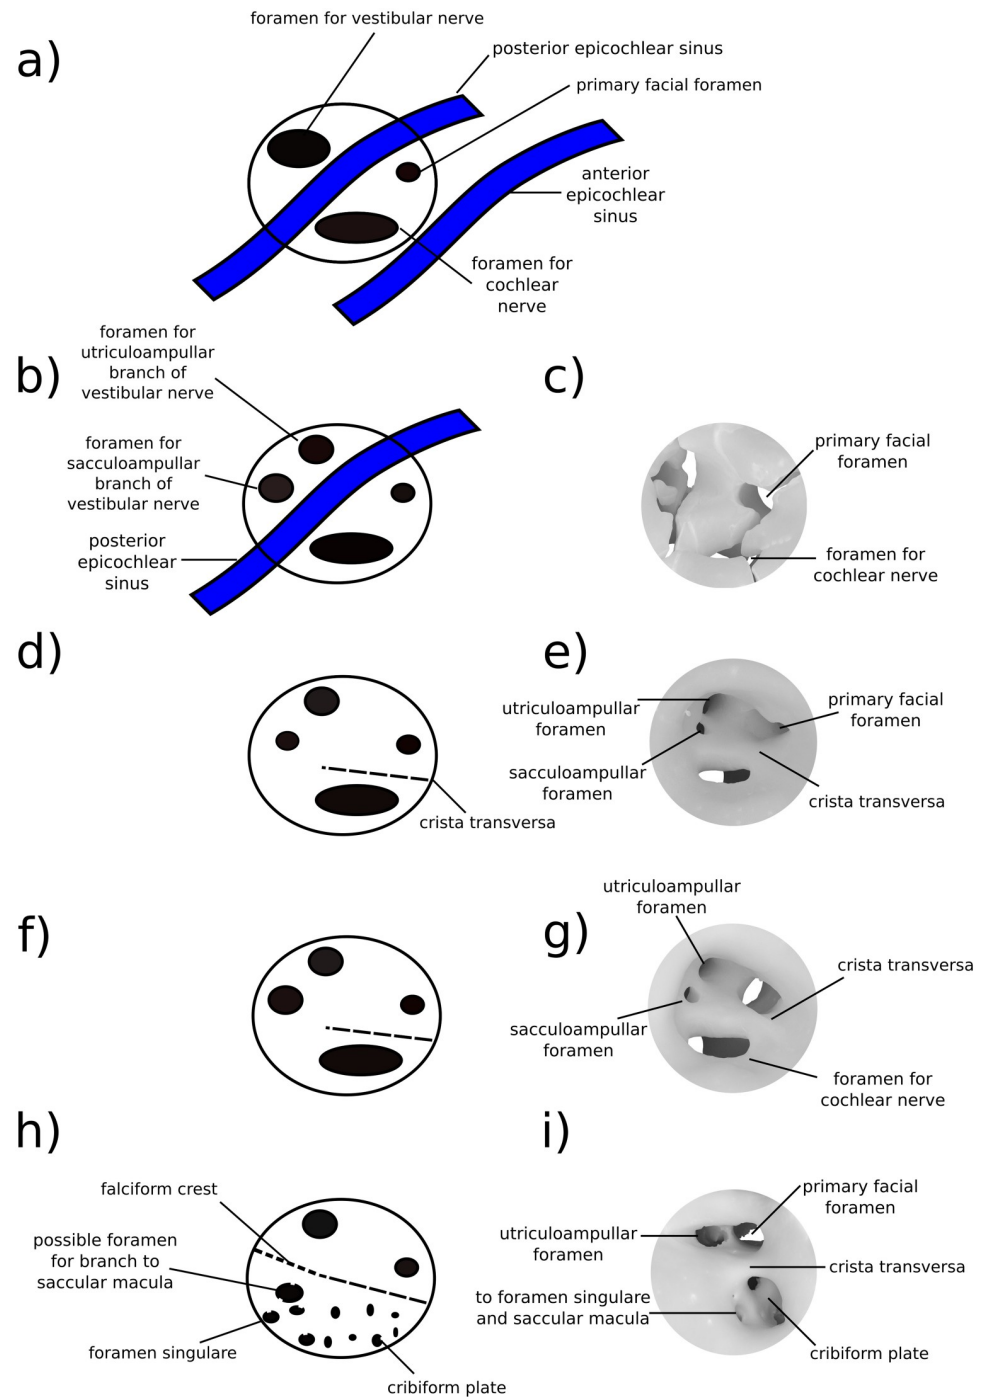 foramen for vestibular nerve
a)
posterior epicochlear sinus
primary facial foramen
anterior
epicochlear
sinus
foramen for
cochlear
nerve
b)
foramen for
utriculoampullar
branch of
vestibular nerve
foramen for
sacculoampullar
branch of
vestibular nerve
posterior
epicochlear
sinus
c)
primary facial
foramen
foramen for
cochlear nerve
d)
crista transversa
e)
utriculoampullar
foramen
sacculoampullar
foramen
primary facial
foramen
crista transversa
f)
g)
utriculoampullar
foramen
crista transversa
sacculoampullar
foramen
foramen for
cochlear nerve
h)
falciform crest
possible foramen
for branch to
saccular macula
foramen singulare
cribiform plate
i)
primary facial
foramen
utriculoampullar
foramen
crista transversa
to foramen singulare
and saccular macula
cribiform plate